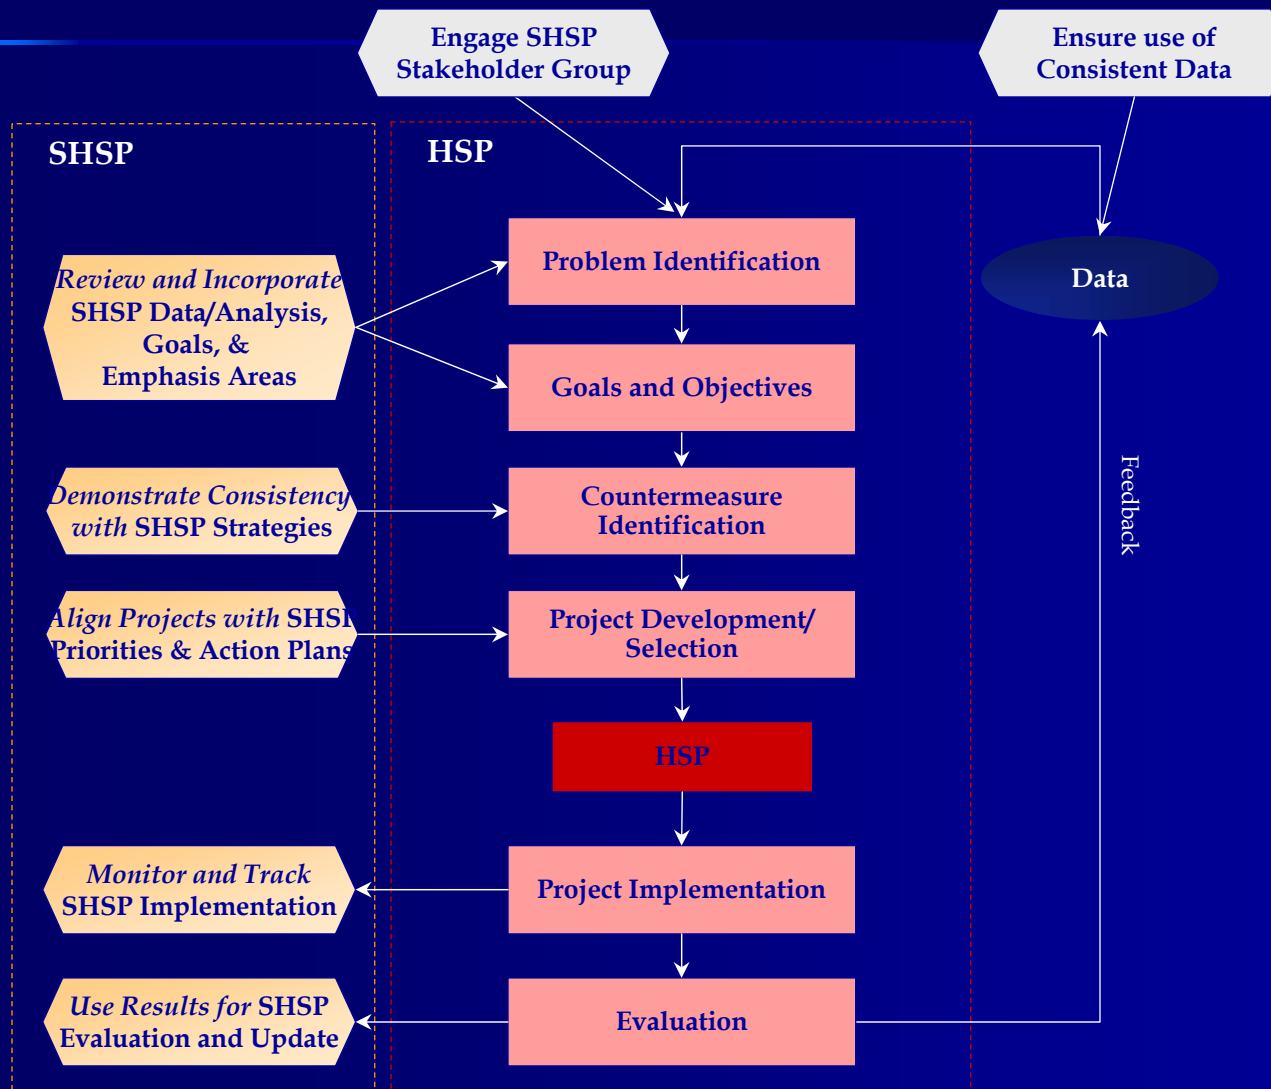 Engage SHSP
Stakeholder Group
Ensure use of
Consistent Data
SHSP
HSP
Review and Incorporate
SHSP Data/Analysis,
Goals, &
Emphasis Areas
Problem Identification
Data
Goals and Objectives
Feedback
Demonstrate Consistency
with SHSP Strategies
Countermeasure
Identification
Align Projects with SHSP
Priorities & Action Plans
Project Development/
Selection
HSP
Monitor and Track
SHSP Implementation
Project Implementation
Use Results for SHSP
Evaluation and Update
Evaluation